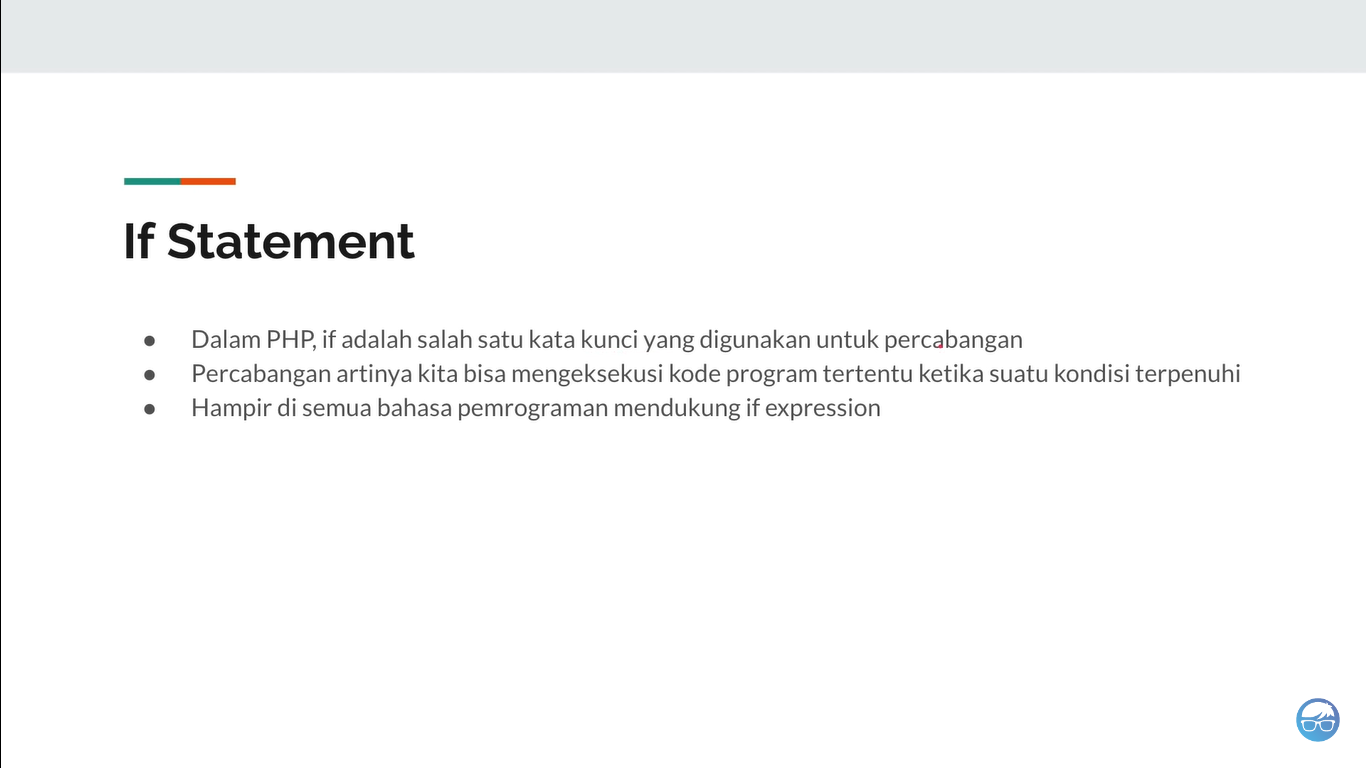 If Statement
● Dalam PHP, if adalah salah satu kata kunci yang digunakan untuk percabangan
● Percabangan artinya kita bisa mengeksekusi kode program tertentu ketika suatu kondisi terpenuhi
● Hampir di semua bahasa pemrograman mendukung if expression